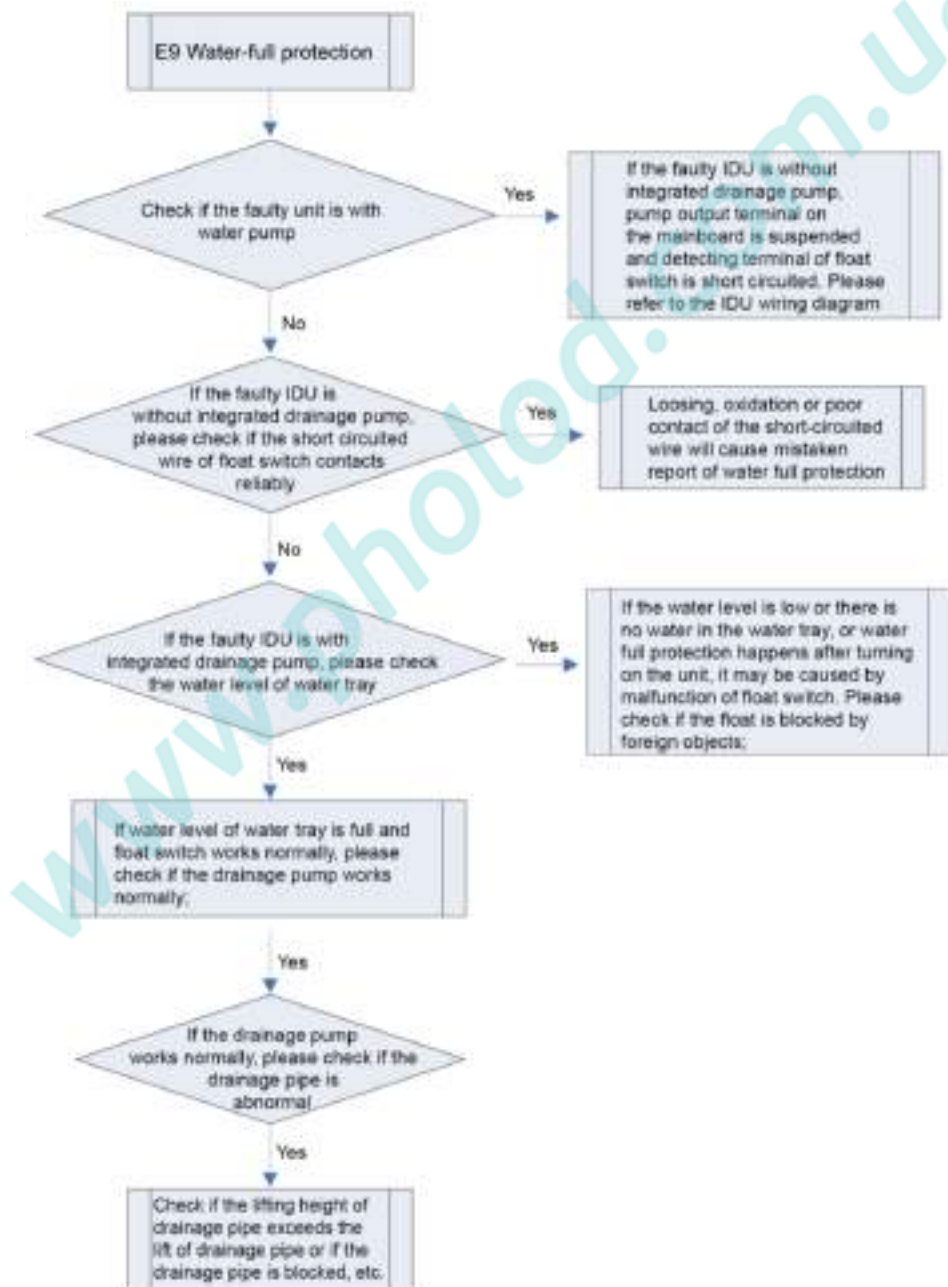 E9 Water-full protection
Check if the faulty unit is with
water pump
Yes
If the faulty IDU is without
integrated drainage pump,
pump output terminal on
the mainboard is suspended
and detecting terminal of float
switch is short circuited. Please
refer to the IDU wiring diagram
No
If the faulty IDU is
without integrated drainage pump,
please check if the short circuited
wire of float switch contacts
reliably
Yes
Loosing, oxidation or poor
contact of the short-circuited
wire will cause mistaken
report of water full protection
No
If the faulty IDU is with
integrated drainage pump, please check
the water level of water tray
Yes
If the water level is low or there is
no water in the water tray, or water
full protection happens after turning
on the unit, it may be caused by
malfunction of float switch. Please
check if the float is blocked by
foreign objects;
Yes
If water level of water tray is full and
float switch works normally, please
check if the drainage pump works
normally;
Yes
If the drainage pump
works normally, please check if the
drainage pipe is
abnormal
Yes
Check if the lifting height of
drainage pipe exceeds the
lift of drainage pipe or if the
drainage pipe is blocked, etc.
www.pholod.com.u